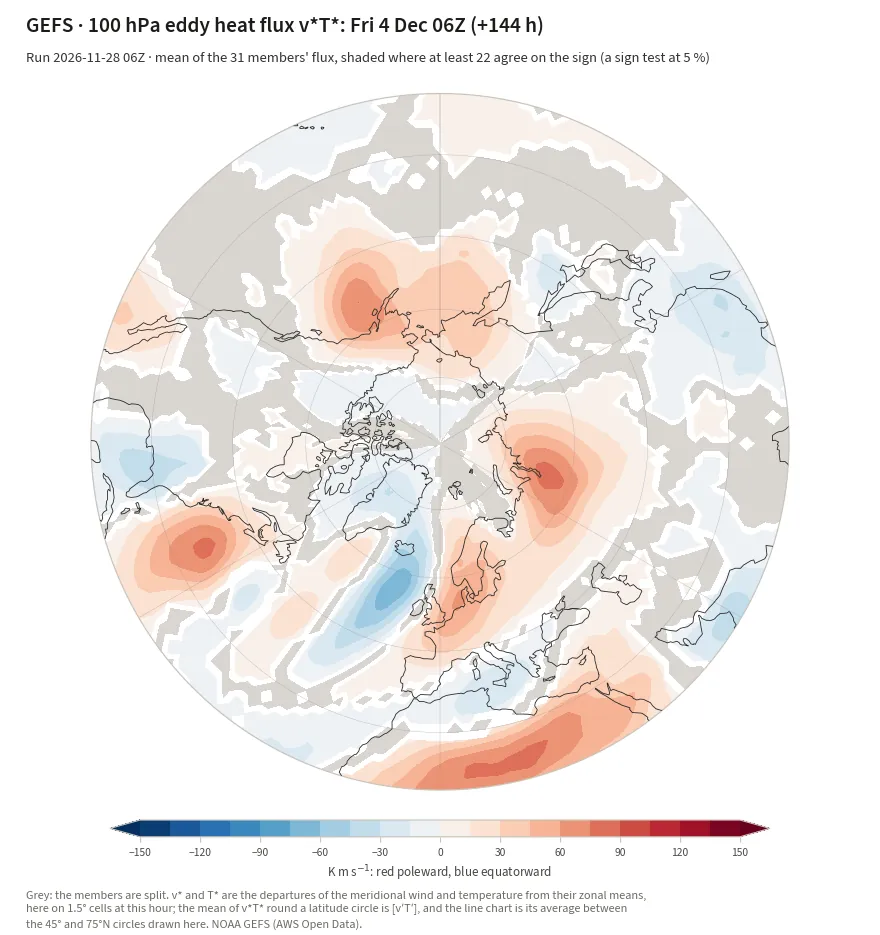 GEFS · 100 hPa eddy heat flux v*T*: Fri 4 Dec 06Z (+144 h)
Run 2026-11-28 06Z · mean of the 31 members' flux, shaded where at least 22 agree on the sign (a sign test at 5 %)
−150 −120 −90 −60 −30 0 30 60 90 120 150
K m s⁻¹: red poleward, blue equatorward
Grey: the members are split. v* and T* are the departures of the meridional wind and temperature from their zonal means,
here on 1.5° cells at this hour; the mean of v*T* round a latitude circle is [v'T'], and the line chart is its average between
the 45° and 75°N circles drawn here. NOAA GEFS (AWS Open Data).